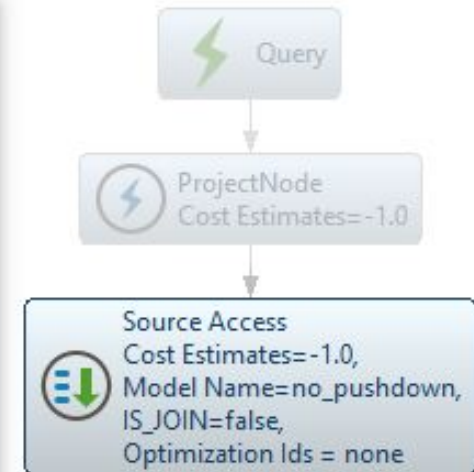 Query
ProjectNode
Cost Estimates=-1.0
Source Access
Cost Estimates=-1.0,
Model Name=no_pushdown,
IS_JOIN=false,
Optimization Ids = none